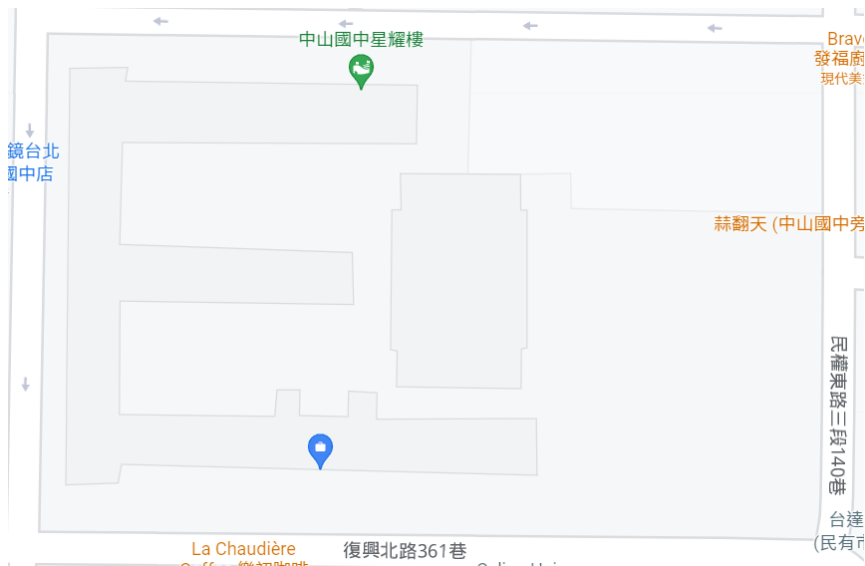 中山國中星耀樓
Brav
發福廚
現代美
鏡台北
國中店
蒜翻天 (中山國中旁
民權東路三段140巷
台達
(民有市
La Chaudière
復興北路361巷